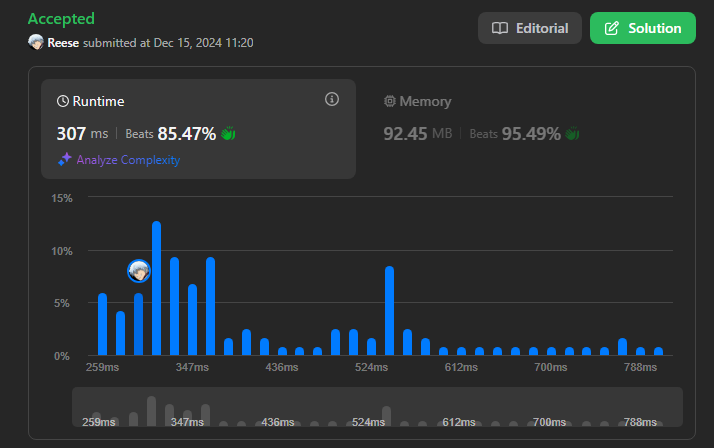 Accepted
Reese submitted at Dec 15, 2024 11:20
Editorial
Solution
Runtime
307 ms Beats 85.47%
Analyze Complexity
Memory
92.45 MB Beats 95.49%
15%
10%
5%
0%
259ms 347ms 436ms 524ms 612ms 700ms 788ms
259ms 347ms 436ms 524ms 612ms 700ms 788ms